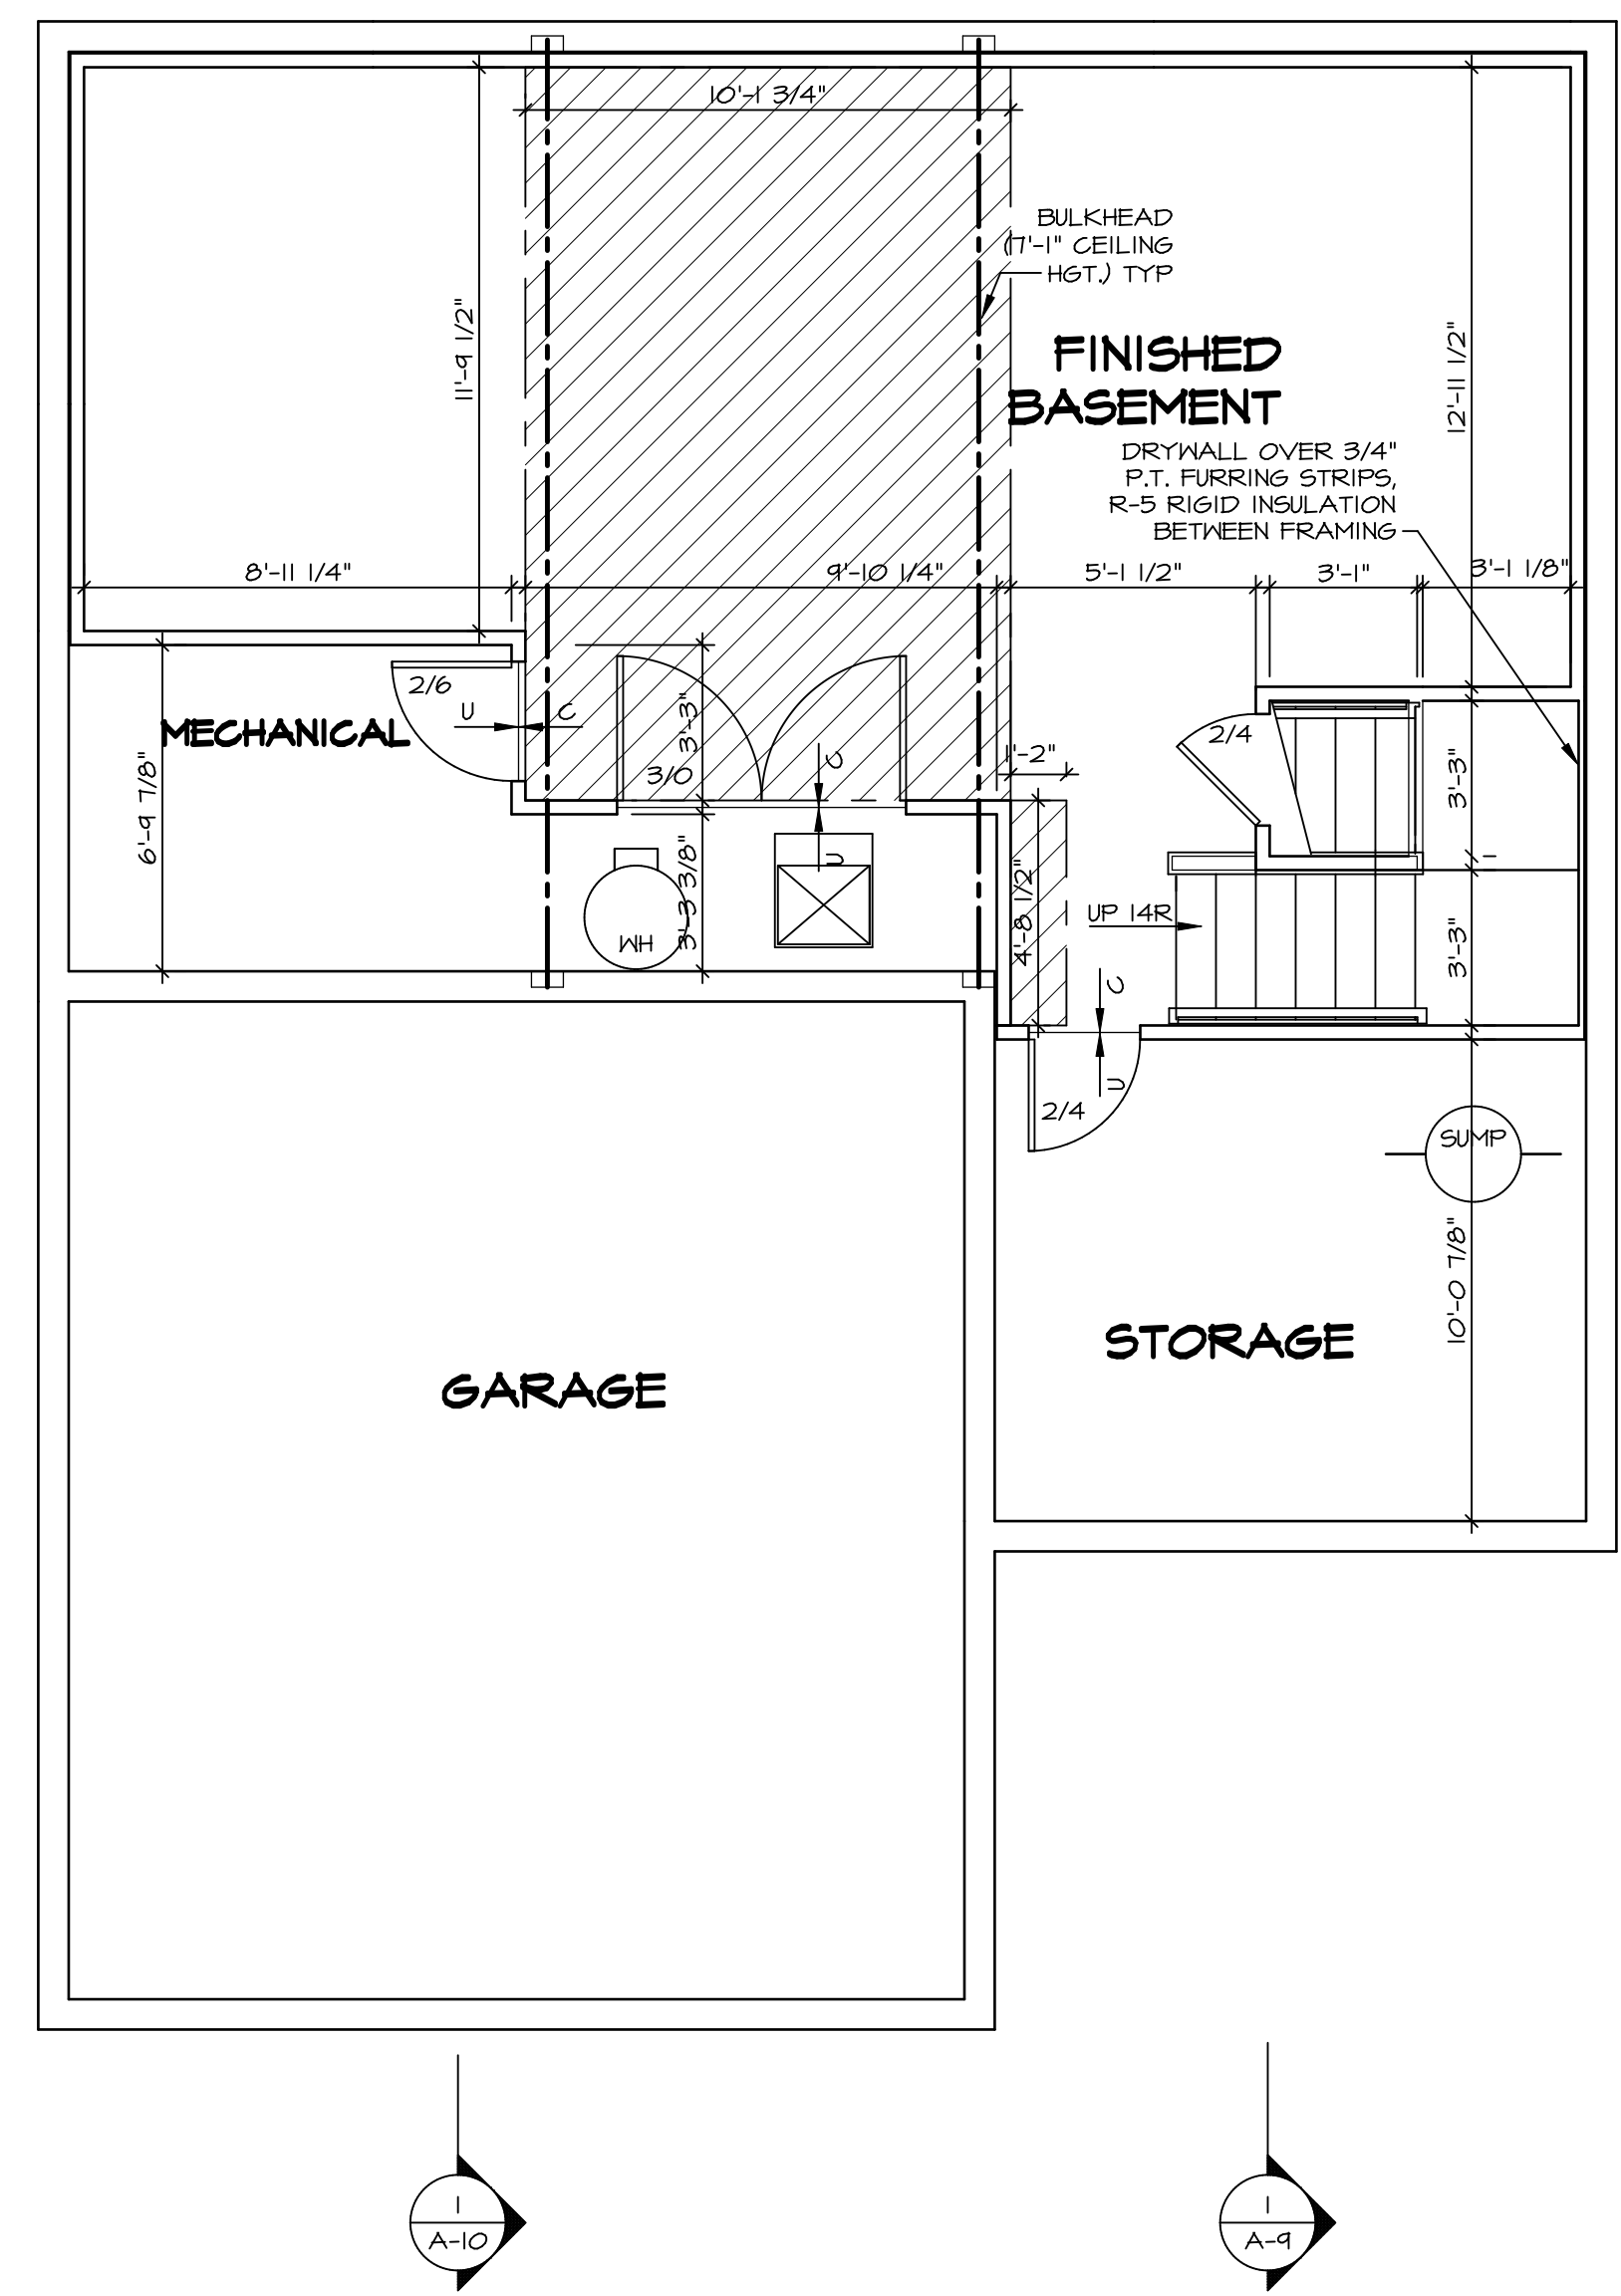 10'-1 3/4"
BULKHEAD
(7'-1" CEILING
HGT.) TYP
11'-9 1/2"
12'-11 1/2"
FINISHED
BASEMENT
DRYWALL OVER 3/4"
P.T. FURRING STRIPS,
R-5 RIGID INSULATION
BETWEEN FRAMING
8'-11 1/4"
9'-10 1/4"
5'-1 1/2"
3'-1"
3'-1 1/8"
2/6
U
C
MECHANICAL
3'-3"
3/0
C
U
1'-2"
2/4
3'-3"
6'-9 7/8"
WH
3'-3 3/8"
4'-8 1/2"
UP 14R
3'-3"
C
U
2/4
SUMP
10'-0 7/8"
STORAGE
GARAGE
1
A-10
1
A-9